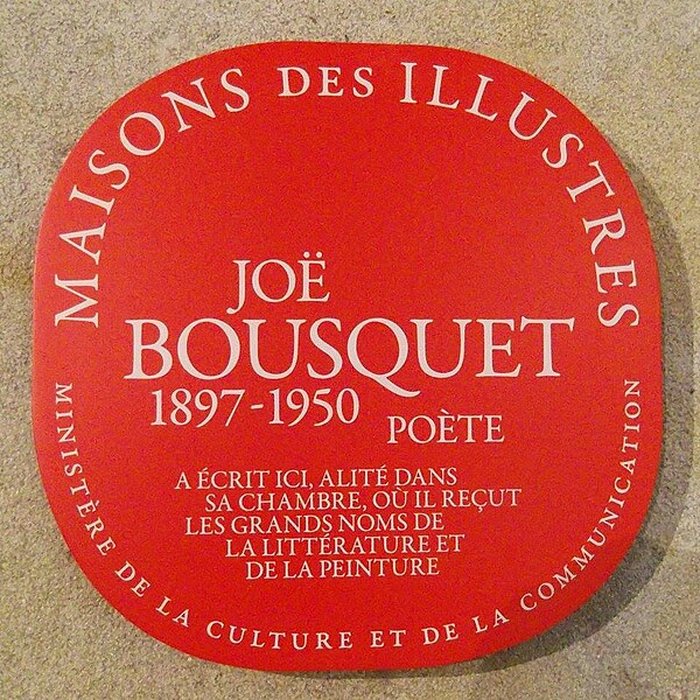 MAISONS DES ILLUSTRES
JOË
BOUSQUET
1897-1950
POÈTE
A ÉCRIT ICI, ALITÉ DANS
SA CHAMBRE, OÙ IL REÇUT
LES GRANDS NOMS DE
LA LITTÉRATURE ET
DE LA PEINTURE
MINISTÈRE DE LA CULTURE ET DE LA COMMUNICATION